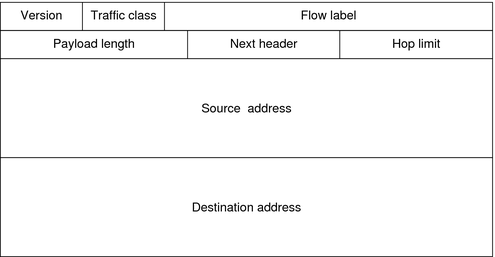 Version Traffic class Flow label
Payload length Next header Hop limit
Source address
Destination address